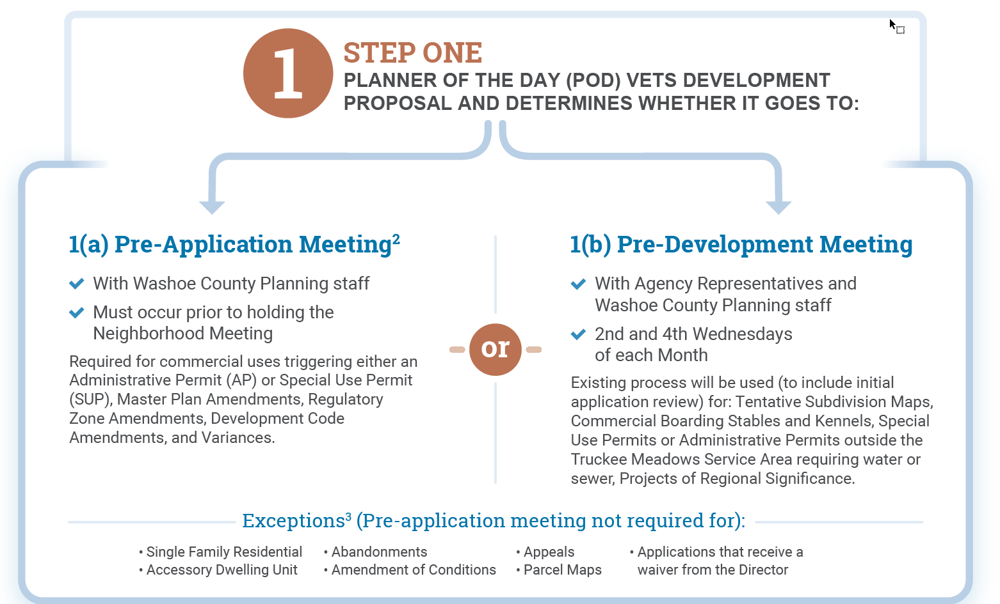 1
STEP ONE
PLANNER OF THE DAY (POD) VETS DEVELOPMENT
PROPOSAL AND DETERMINES WHETHER IT GOES TO:
1(a) Pre-Application Meeting²
With Washoe County Planning staff
Must occur prior to holding the
Neighborhood Meeting
Required for commercial uses triggering either an
Administrative Permit (AP) or Special Use Permit
(SUP), Master Plan Amendments, Regulatory
Zone Amendments, Development Code
Amendments, and Variances.
or
1(b) Pre-Development Meeting
With Agency Representatives and
Washoe County Planning staff
2nd and 4th Wednesdays
of each Month
Existing process will be used (to include initial
application review) for: Tentative Subdivision Maps,
Commercial Boarding Stables and Kennels, Special
Use Permits or Administrative Permits outside the
Truckee Meadows Service Area requiring water or
sewer, Projects of Regional Significance.
Exceptions³ (Pre-application meeting not required for):
• Single Family Residential
• Accessory Dwelling Unit
• Abandonments
• Amendment of Conditions
• Appeals
• Parcel Maps
• Applications that receive a
waiver from the Director